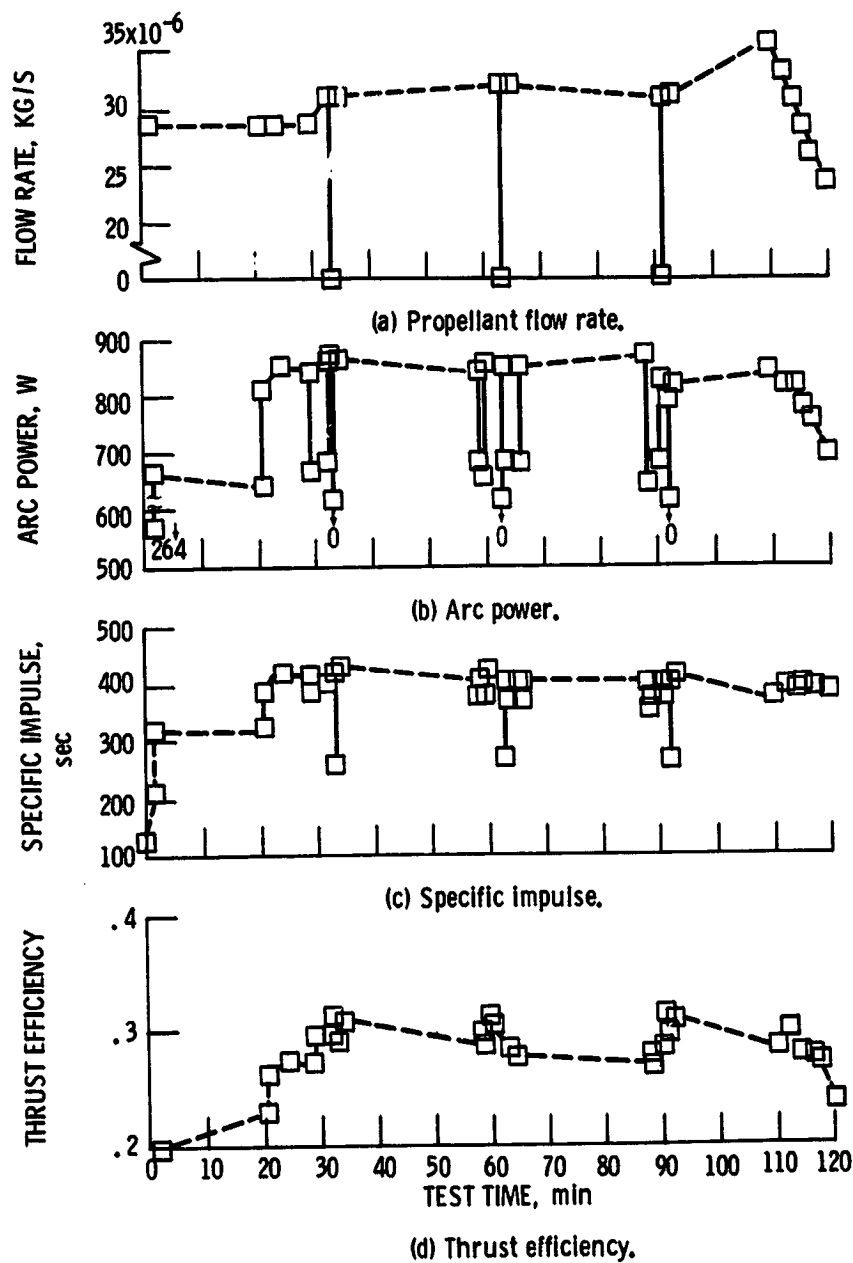 35x10-6
30
25
20
0
FLOW RATE, KG/S
(a) Propellant flow rate.
900
800
700
600
500
ARC POWER, W
264
0
0
0
(b) Arc power.
500
400
300
200
100
SPECIFIC IMPULSE,
sec
(c) Specific impulse.
.4
.3
.2
THRUST EFFICIENCY
0 10 20 30 40 50 60 70 80 90 100 110 120
TEST TIME, min
(d) Thrust efficiency.